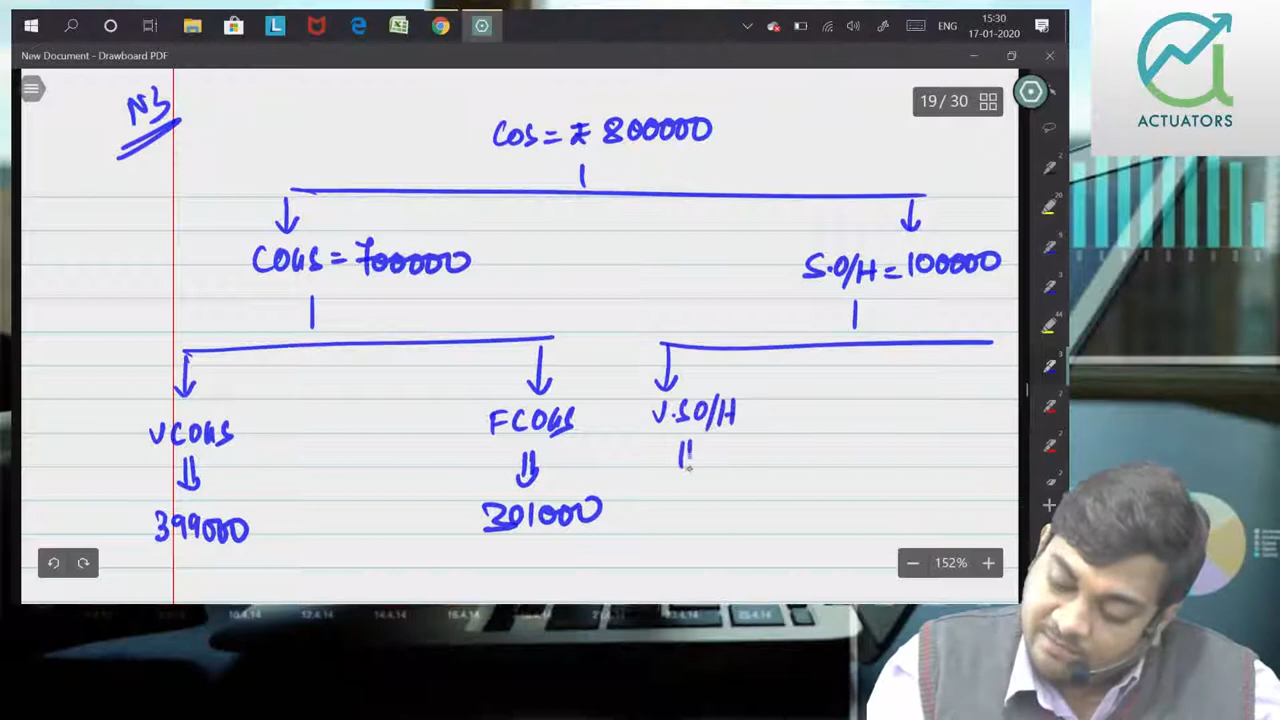 15:30
ENG
17-01-2020
New Document - Drawboard PDF
ACTUATORS
19 / 30
N3
COS = ₹ 800000
COGS = 700000
S.O/H = 100000
VCOGS
FCOGS
V.SO/H
399000
301000
152%